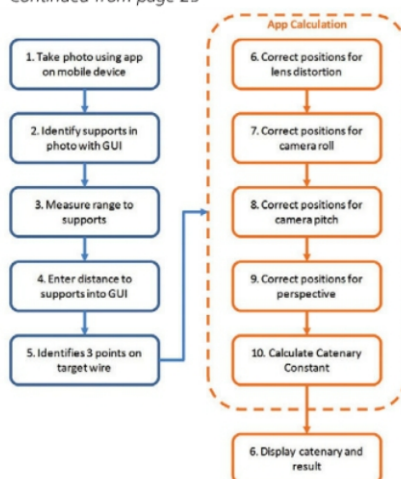 Continued from page 25
1. Take photo using app
on mobile device
2. Identify supports in
photo with GUI
3. Measure range to
supports
4. Enter distance to
supports into GUI
5. Identifies 3 points on
target wire
App Calculation
6. Correct positions for
lens distortion
7. Correct positions for
camera roll
8. Correct positions for
camera pitch
9. Correct positions for
perspective
10. Calculate Catenary
Constant
6. Display catenary and
result